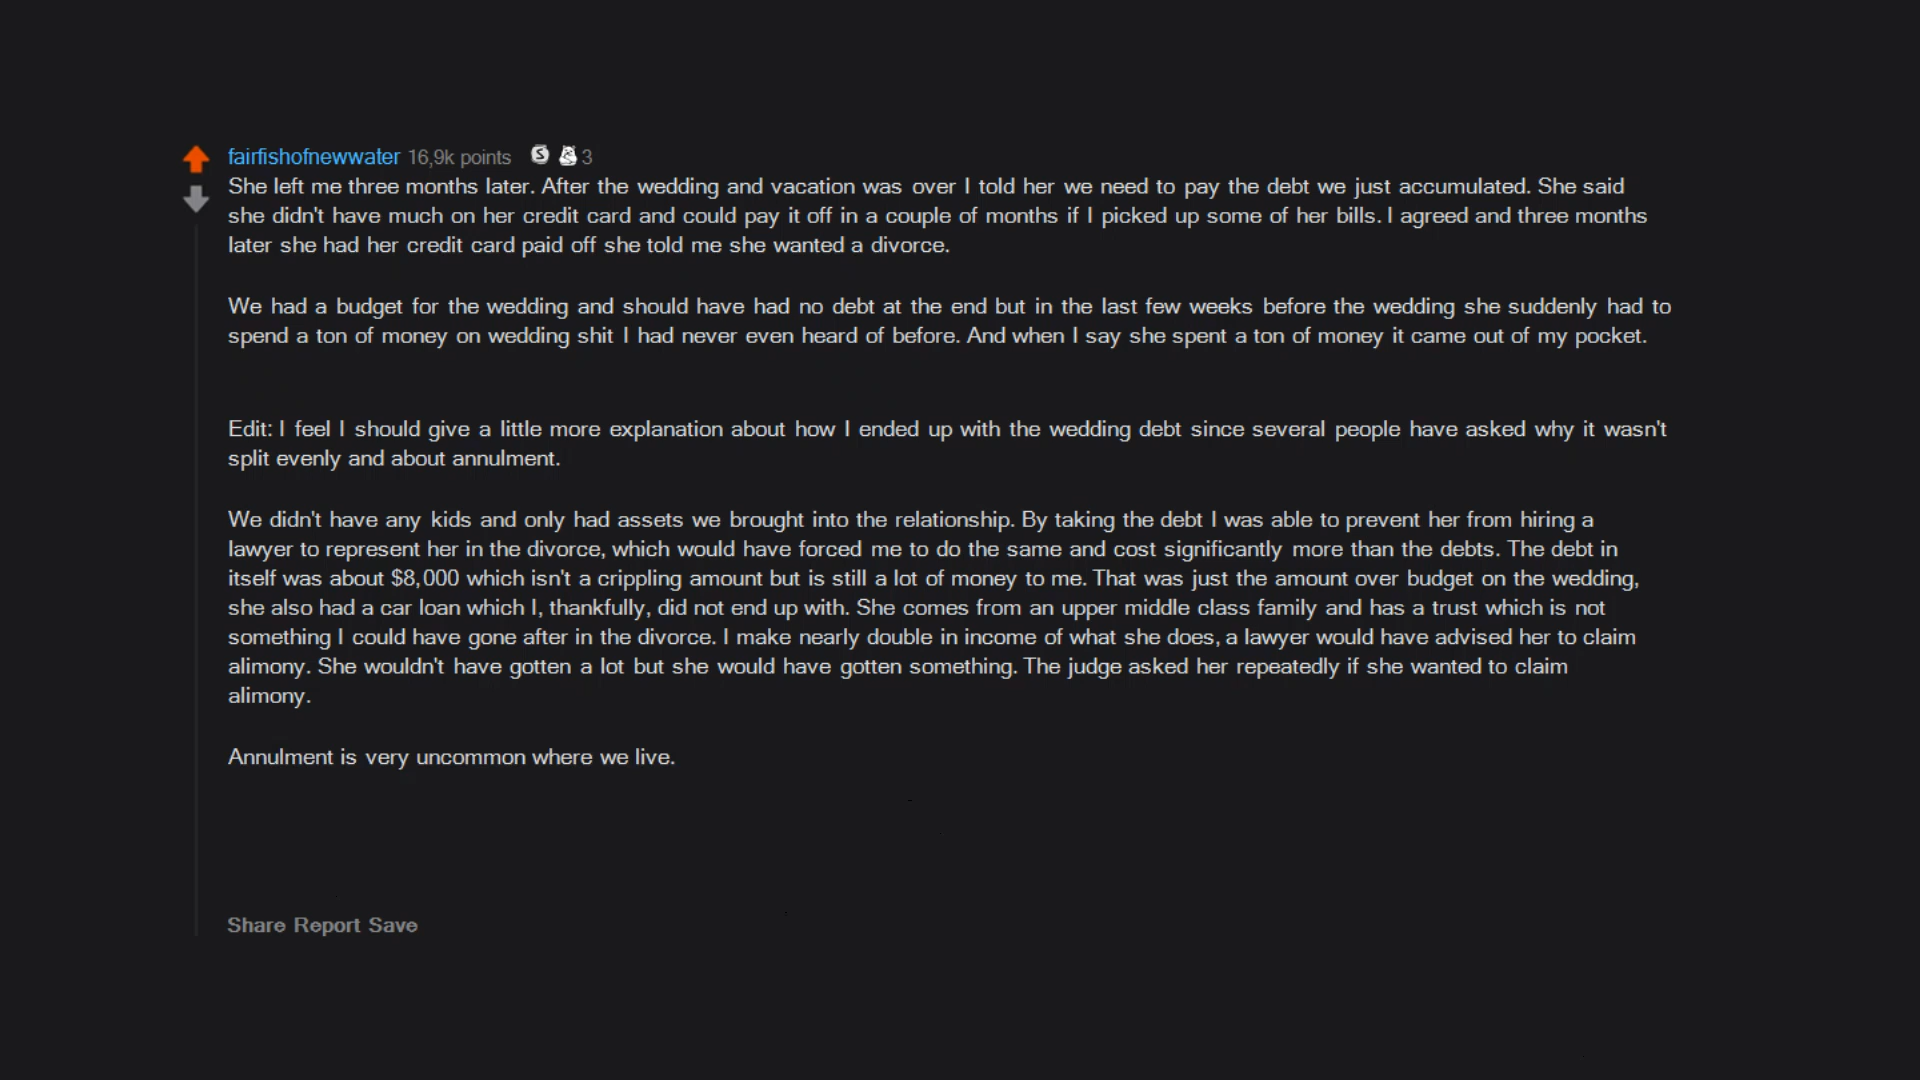 fairfishofnewwater 16,9k points S 3
She left me three months later. After the wedding and vacation was over I told her we need to pay the debt we just accumulated. She said
she didn't have much on her credit card and could pay it off in a couple of months if I picked up some of her bills. I agreed and three months
later she had her credit card paid off she told me she wanted a divorce.
We had a budget for the wedding and should have had no debt at the end but in the last few weeks before the wedding she suddenly had to
spend a ton of money on wedding shit I had never even heard of before. And when I say she spent a ton of money it came out of my pocket.
Edit: I feel I should give a little more explanation about how I ended up with the wedding debt since several people have asked why it wasn't
split evenly and about annulment.
We didn't have any kids and only had assets we brought into the relationship. By taking the debt I was able to prevent her from hiring a
lawyer to represent her in the divorce, which would have forced me to do the same and cost significantly more than the debts. The debt in
itself was about $8,000 which isn't a crippling amount but is still a lot of money to me. That was just the amount over budget on the wedding,
she also had a car loan which I, thankfully, did not end up with. She comes from an upper middle class family and has a trust which is not
something I could have gone after in the divorce. I make nearly double in income of what she does, a lawyer would have advised her to claim
alimony. She wouldn't have gotten a lot but she would have gotten something. The judge asked her repeatedly if she wanted to claim
alimony.
Annulment is very uncommon where we live.
Share Report Save